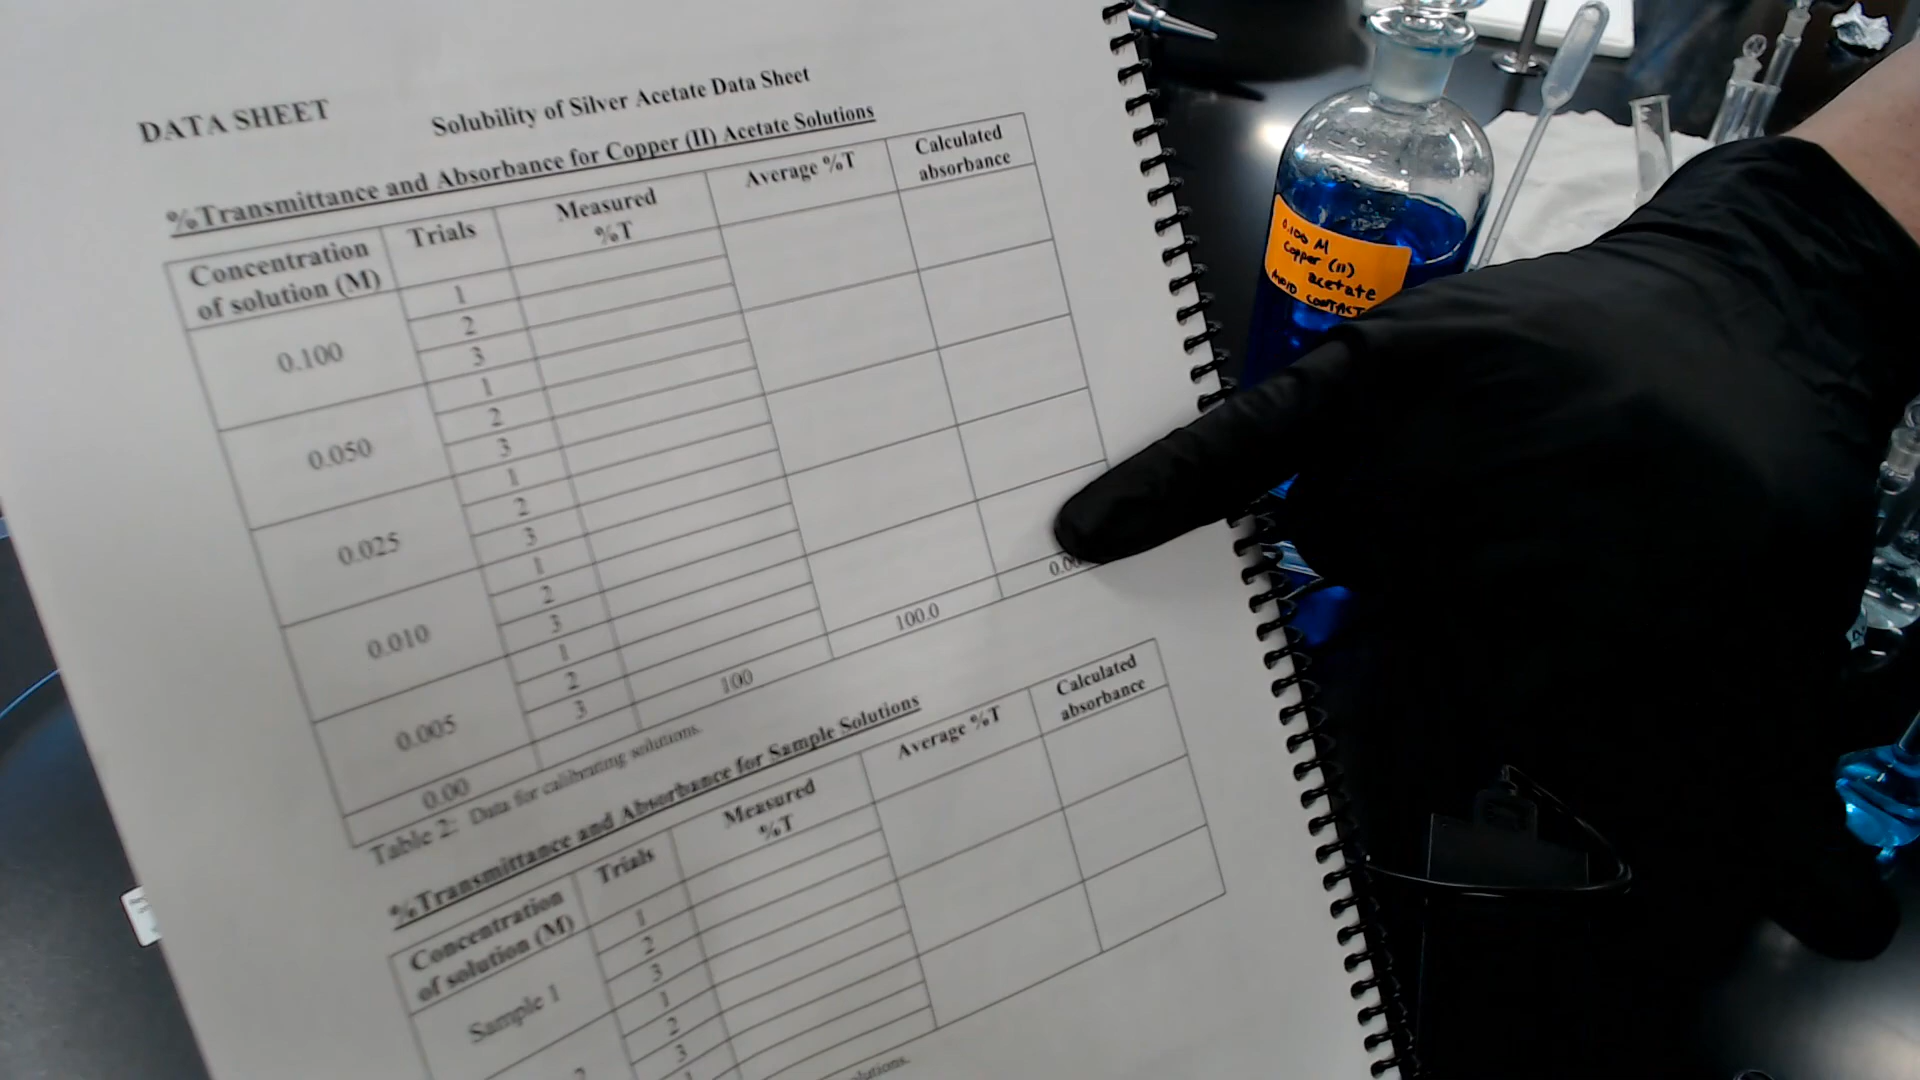 DATA SHEET
Solubility of Silver Acetate Data Sheet
%Transmittance and Absorbance for Copper (II) Acetate Solutions
Concentration of solution (M) Trials Measured %T Average %T Calculated absorbance
0.100
1
2
3
0.050
1
2
3
0.025
1
2
3
0.010
1
2
3
0.005
1
2
3
0.00 100 100.0
Table 2: Data for calibrating solutions.
%Transmittance and Absorbance for Sample Solutions
Concentration of solution (M) Trials Measured %T Average %T Calculated absorbance
Sample 1
1
2
3
1
2
3
0.100 M
Copper (II)
acetate
AVOID CONTACT